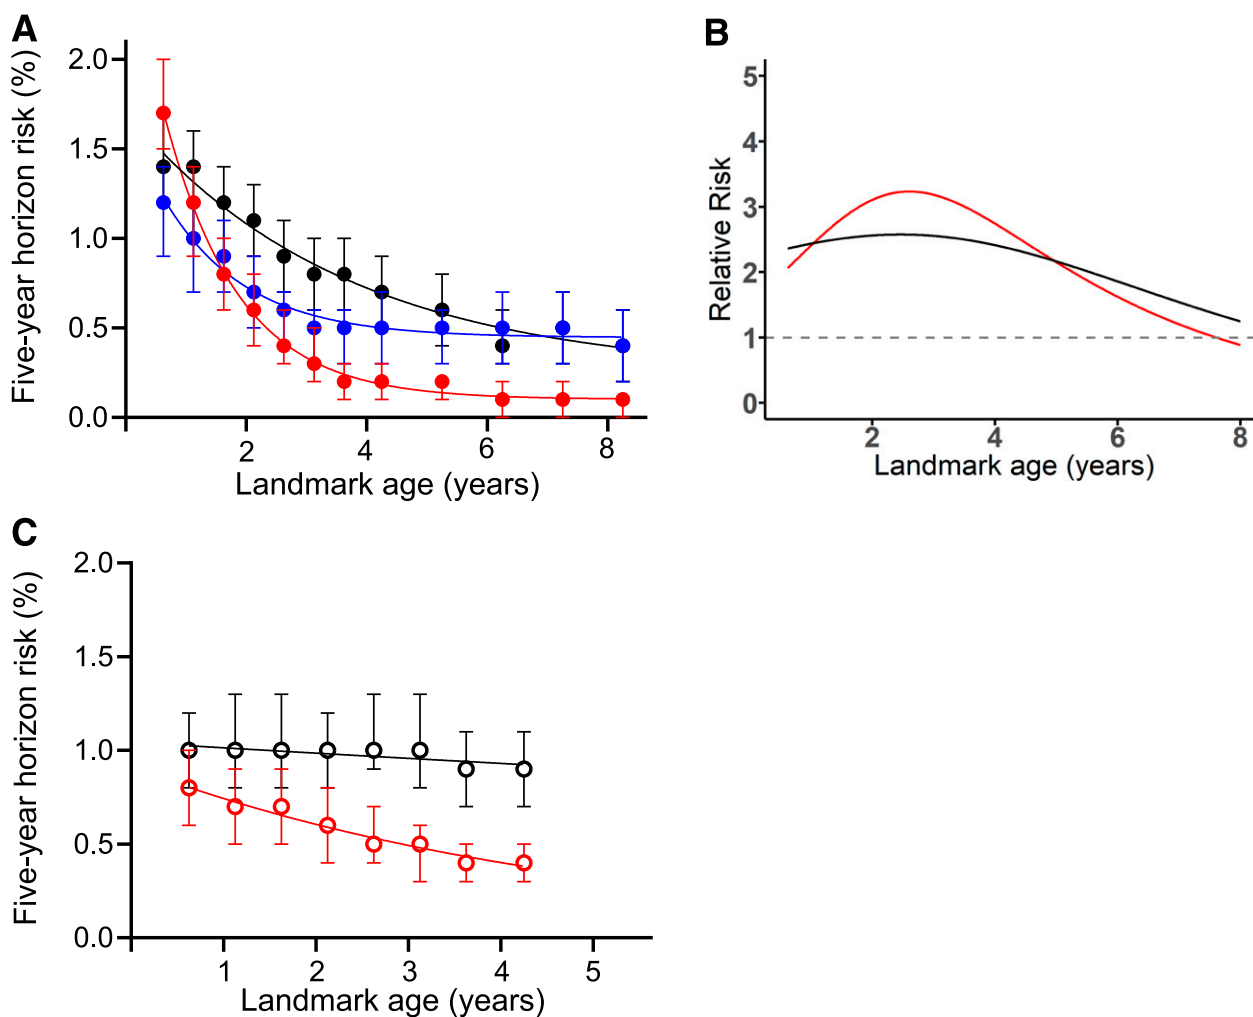 A
Five-year horizon risk (%)
2.0
1.5
1.0
0.5
0.0
2 4 6 8
Landmark age (years)
B
Relative Risk
5
4
3
2
1
0
2 4 6 8
Landmark age (years)
C
Five-year horizon risk (%)
2.0
1.5
1.0
0.5
0.0
1 2 3 4 5
Landmark age (years)